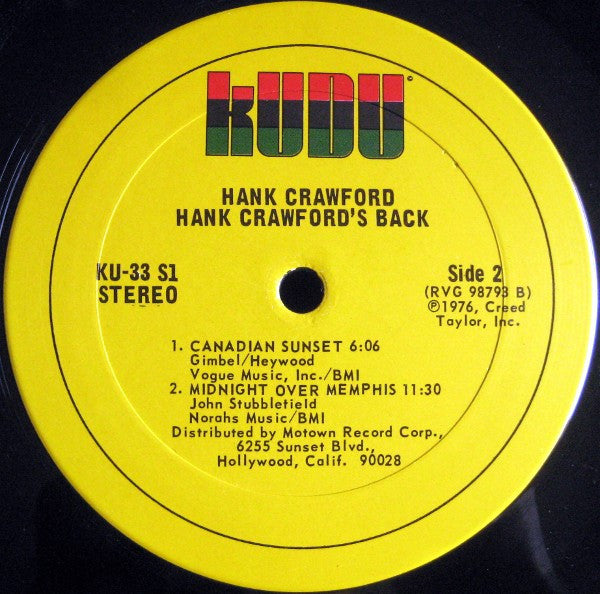 KUDU©
HANK CRAWFORD
HANK CRAWFORD'S BACK
KU-33 S1
STEREO
Side 2
(RVG 98793 B)
℗1976, Creed
Taylor, Inc.
1. CANADIAN SUNSET 6:06
Gimbel/Heywood
Vogue Music, Inc./BMI
2. MIDNIGHT OVER MEMPHIS 11:30
John Stubblefield
Norahs Music/BMI
Distributed by Motown Record Corp.,
6255 Sunset Blvd.,
Hollywood, Calif. 90028